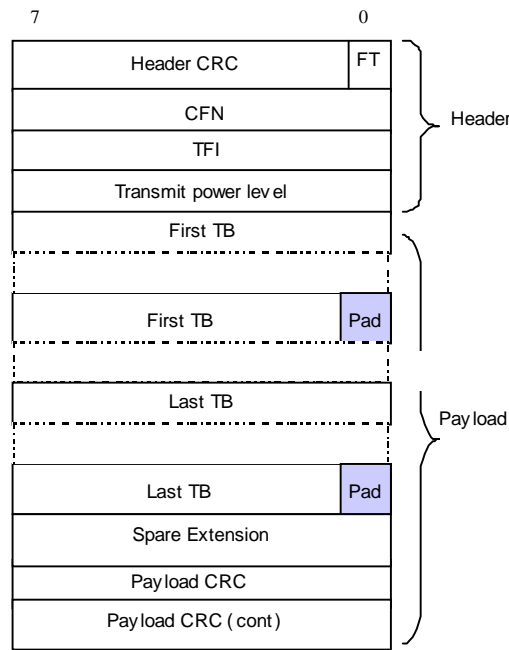 7 0
Header CRC FT
CFN
Header
TFI
Transmit power level
First TB
First TB Pad
Last TB
Payload
Last TB Pad
Spare Extension
Payload CRC
Payload CRC (cont)